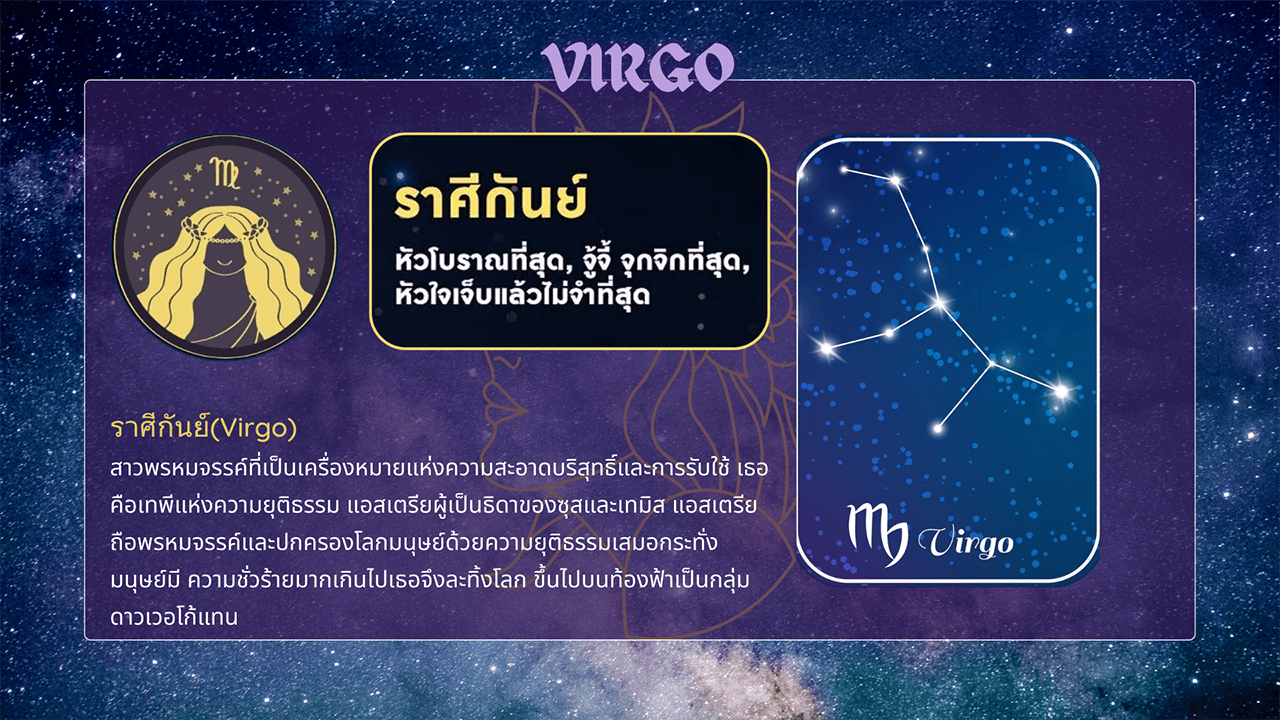 VIRGO
ราศีกันย์
หัวโบราณที่สุด, จู้จี้ จุกจิกที่สุด,
หัวใจเจ็บแล้วไม่จำที่สุด
ราศีกันย์(Virgo)
สาวพรหมจรรค์ที่เป็นเครื่องหมายแห่งความสะอาดบริสุทธิ์และการรับใช้ เธอ
คือเทพีแห่งความยุติธรรม แอสเตรียผู้เป็นธิดาของซุสและเทมิส แอสเตรีย
ถือพรหมจรรค์และปกครองโลกมนุษย์ด้วยความยุติธรรมเสมอกระทั่ง
มนุษย์มี ความชั่วร้ายมากเกินไปเธอจึงละทิ้งโลก ขึ้นไปบนท้องฟ้าเป็นกลุ่ม
ดาวเวอโก้แทน
Virgo